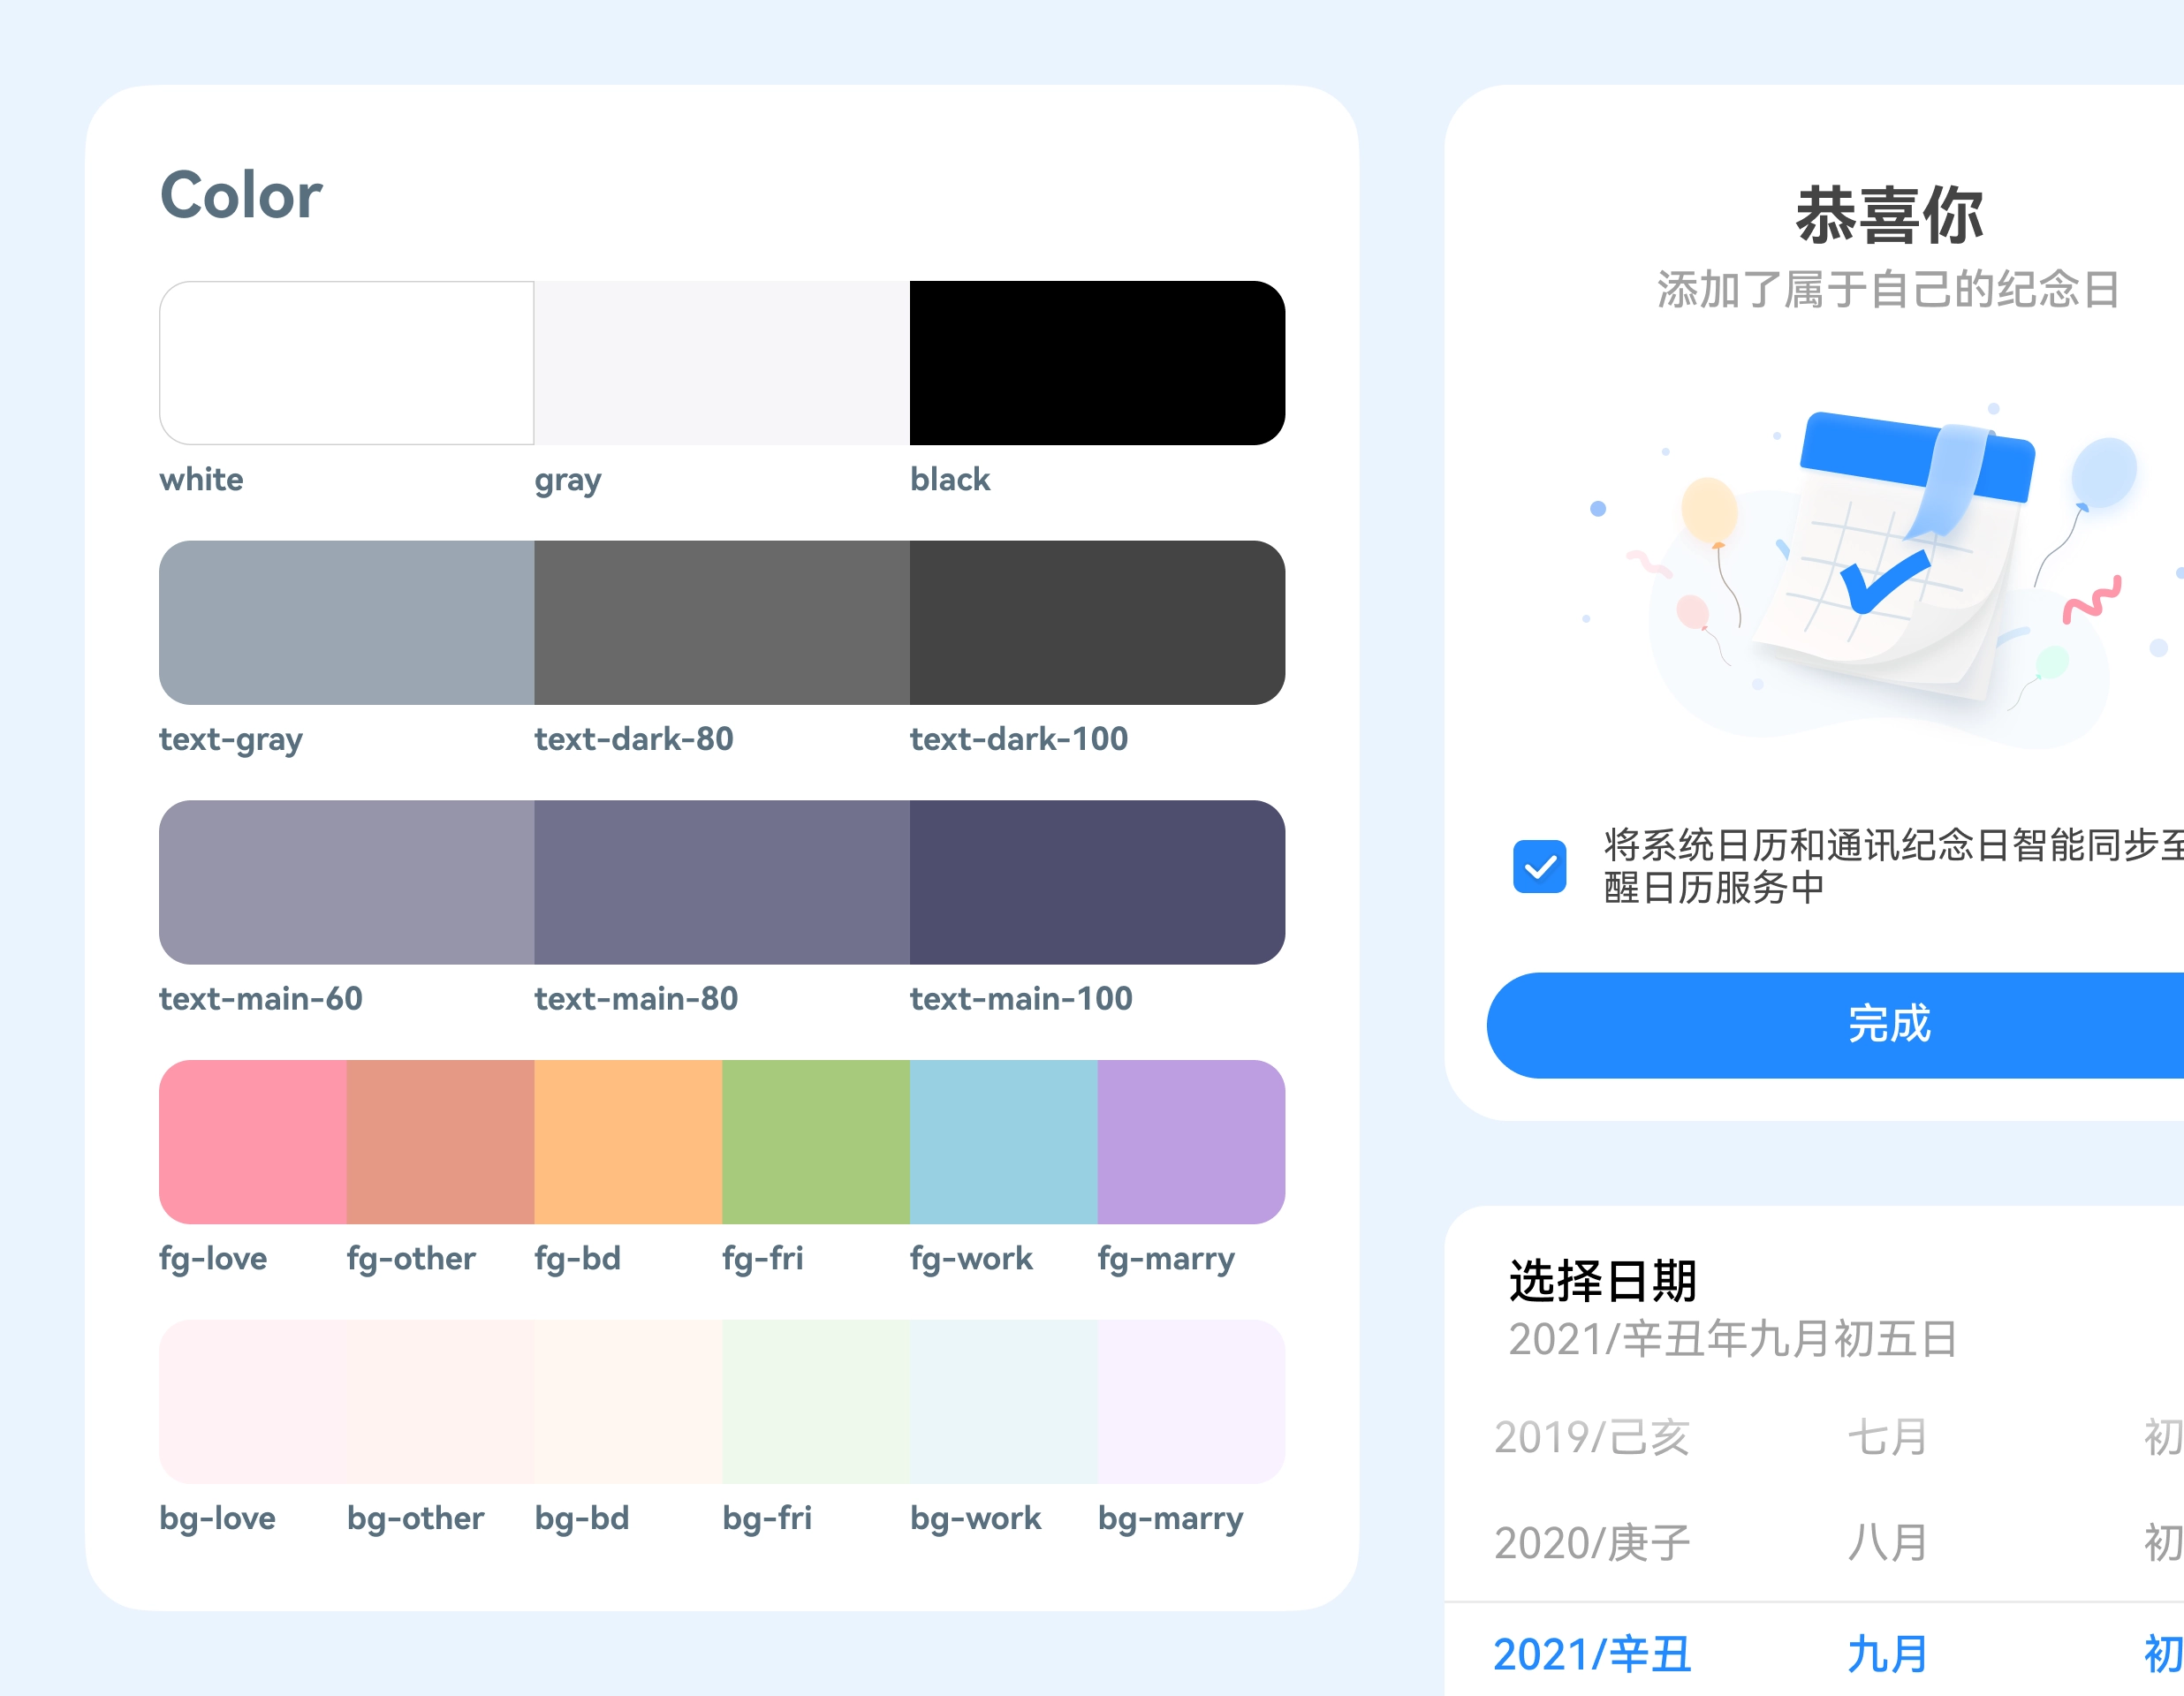 Color
white gray black
text-gray text-dark-80 text-dark-100
text-main-60 text-main-80 text-main-100
fg-love fg-other fg-bd fg-fri fg-work fg-marry
bg-love bg-other bg-bd bg-fri bg-work bg-marry
恭喜你
添加了属于自己的纪念日
将系统日历和通讯纪念日智能同步至
醒日历服务中
完成
选择日期
2021/辛丑年九月初五日
2019/己亥 七月 初
2020/庚子 八月 初
2021/辛丑 九月 初